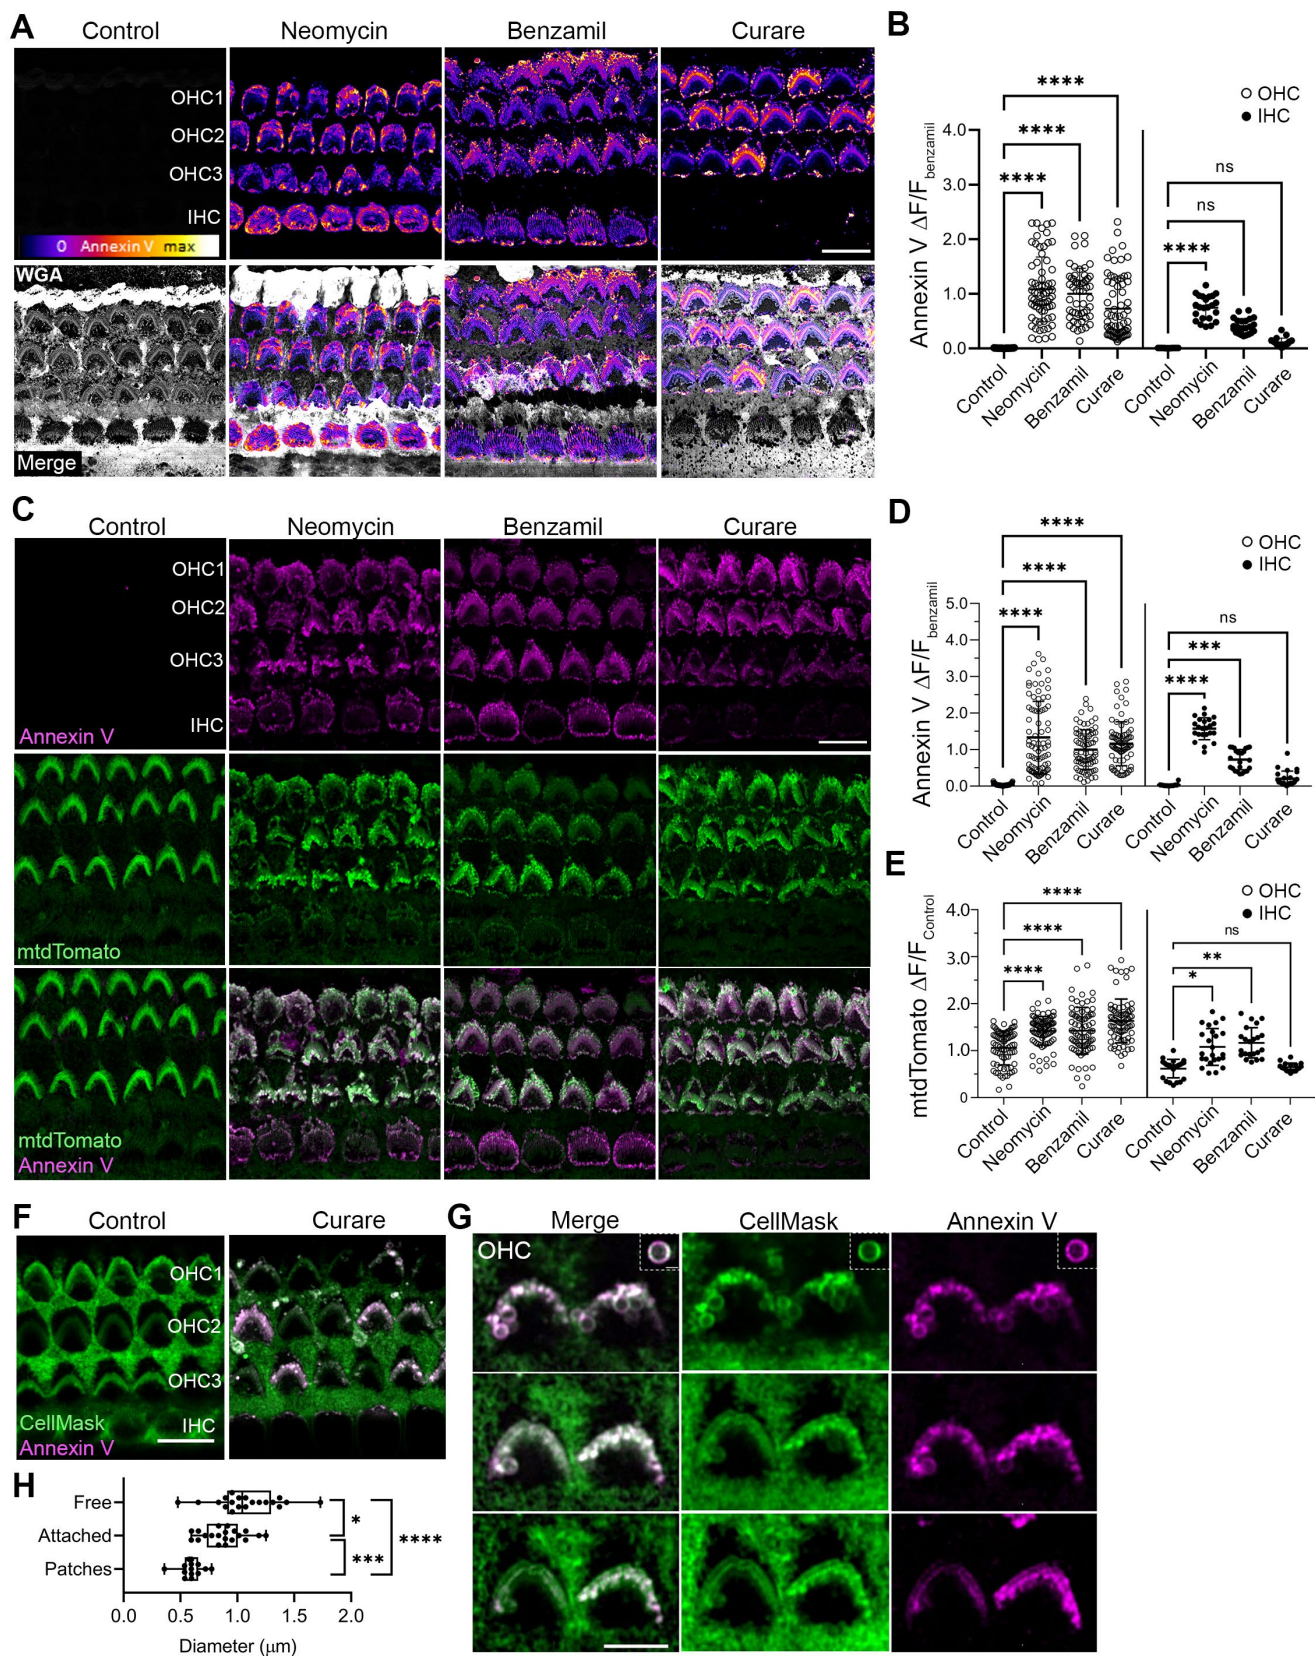 A
Control
Neomycin
Benzamil
Curare
OHC1
OHC2
OHC3
IHC
0 Annexin V max
WGA
Merge
B
**** 
****
****
ns
ns
****
OHC
IHC
Annexin V ΔF/Fbenzamil
4.0
3.0
2.0
1.0
0.0
Control
Neomycin
Benzamil
Curare
Control
Neomycin
Benzamil
Curare
C
Control
Neomycin
Benzamil
Curare
OHC1
OHC2
OHC3
IHC
Annexin V
mtdTomato
mtdTomato
Annexin V
D
****
****
****
ns
***
****
OHC
IHC
Annexin V ΔF/Fbenzamil
5.0
4.0
3.0
2.0
1.0
0.0
Control
Neomycin
Benzamil
Curare
Control
Neomycin
Benzamil
Curare
E
****
****
****
ns
**
*
OHC
IHC
mtdTomato ΔF/FControl
4.0
3.0
2.0
1.0
0
Control
Neomycin
Benzamil
Curare
Control
Neomycin
Benzamil
Curare
F
Control
Curare
OHC1
OHC2
OHC3
IHC
CellMask
Annexin V
G
Merge
CellMask
Annexin V
OHC
H
Free
Attached
Patches
*
***
****
0.0 0.5 1.0 1.5 2.0
Diameter (μm)